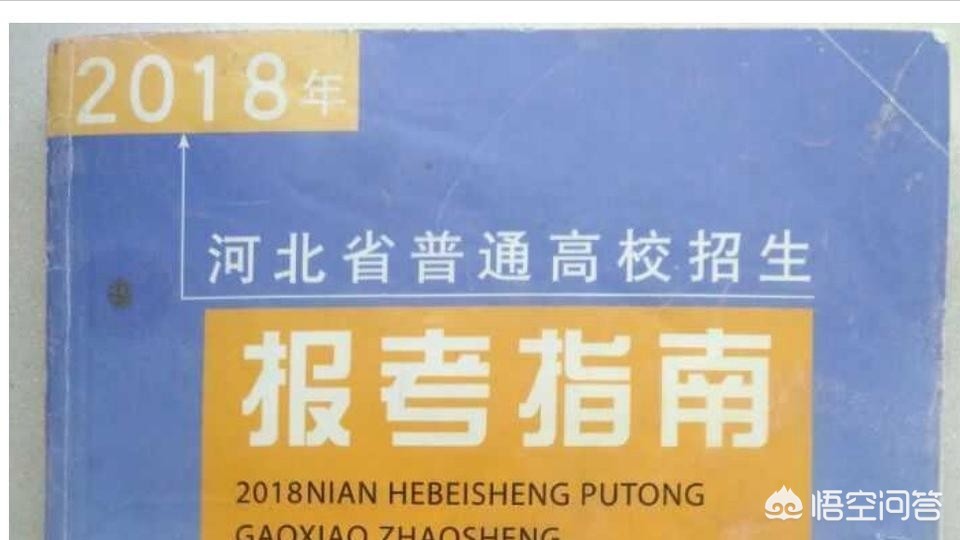 2018年
河北省普通高校招生
报考指南
2018NIAN HEBEISHENG PUTONG
GAOXIAO ZHAOSHENG
悟空问答